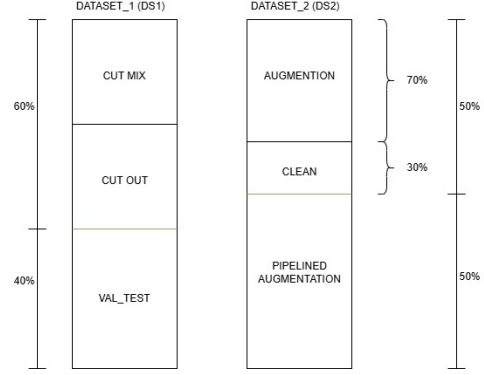 DATASET_1 (DS1)
DATASET_2 (DS2)
CUT MIX
AUGMENTION
70%
60%
50%
CUT OUT
CLEAN
30%
PIPELINED
AUGMENTATION
40%
50%
VAL_TEST